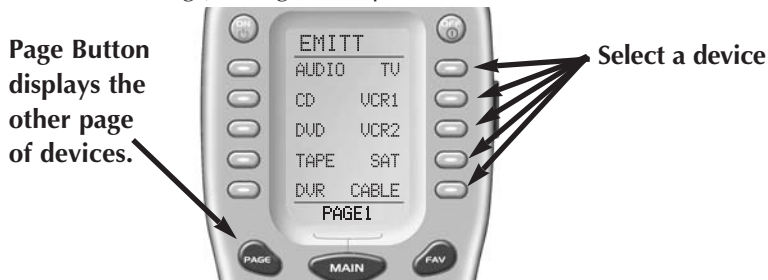 ON
OFF
EMITT
Page Button
displays the
other page
of devices.
Select a device
AUDIO TV
CD VCR1
DVD VCR2
TAPE SAT
DVR CABLE
PAGE1
PAGE
MAIN
FAV